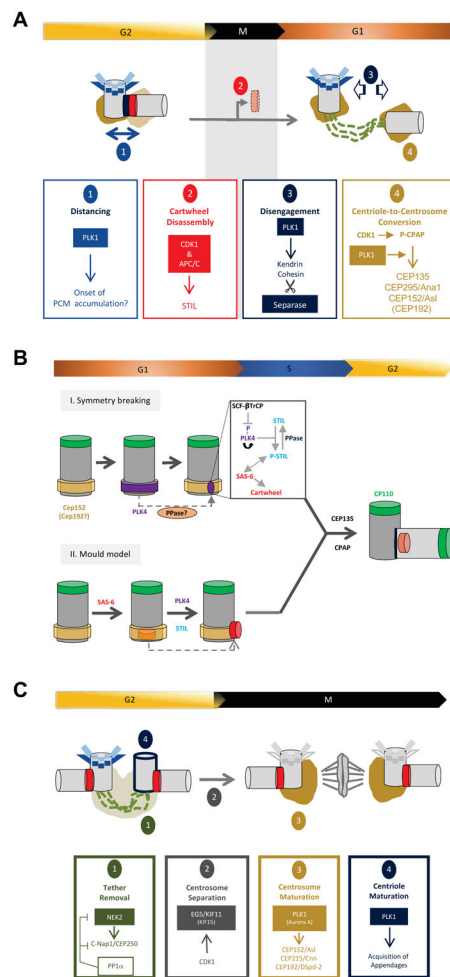 A
G2
M
G1
2
3
1
4
1
Distancing
PLK1
Onset of
PCM accumulation?
2
Cartwheel
Disassembly
CDK1
&
APC/C
STIL
3
Disengagement
PLK1
Kendrin
Cohesin
Separase
4
Centriole-to-Centrosome
Conversion
CDK1
P-CPAP
PLK1
CEP135
CEP295/Ana1
CEP152/Asl
(CEP192)
B
G1
S
G2
I. Symmetry breaking
SCF-βTrCP
P
PLK4
STIL
PPase
P-STIL
SAS-6
Cartwheel
Cep152
(Cep192?)
PLK4
PPase?
CEP135
CPAP
CP110
II. Mould model
SAS-6
PLK4
STIL
C
G2
M
4
2
1
3
1
Tether
Removal
NEK2
C-Nap1/CEP250
PP1α
2
Centrosome
Separation
EG5/KIF11
(KIF15)
CDK1
3
Centrosome
Maturation
PLK1
(Aurora-A)
CEP152/Asl
CEP215/Cnn
CEP192/DSpd-2
4
Centriole
Maturation
PLK1
Acquisition of
Appendages